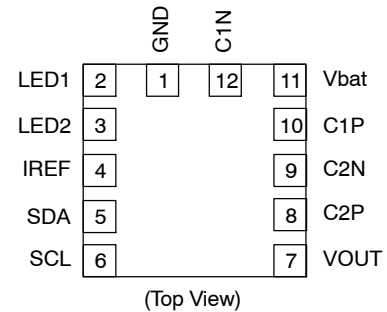 GND C1N
LED1 2 1 12 11 Vbat
LED2 3 10 C1P
IREF 4 9 C2N
SDA 5 8 C2P
SCL 6 7 VOUT
(Top View)